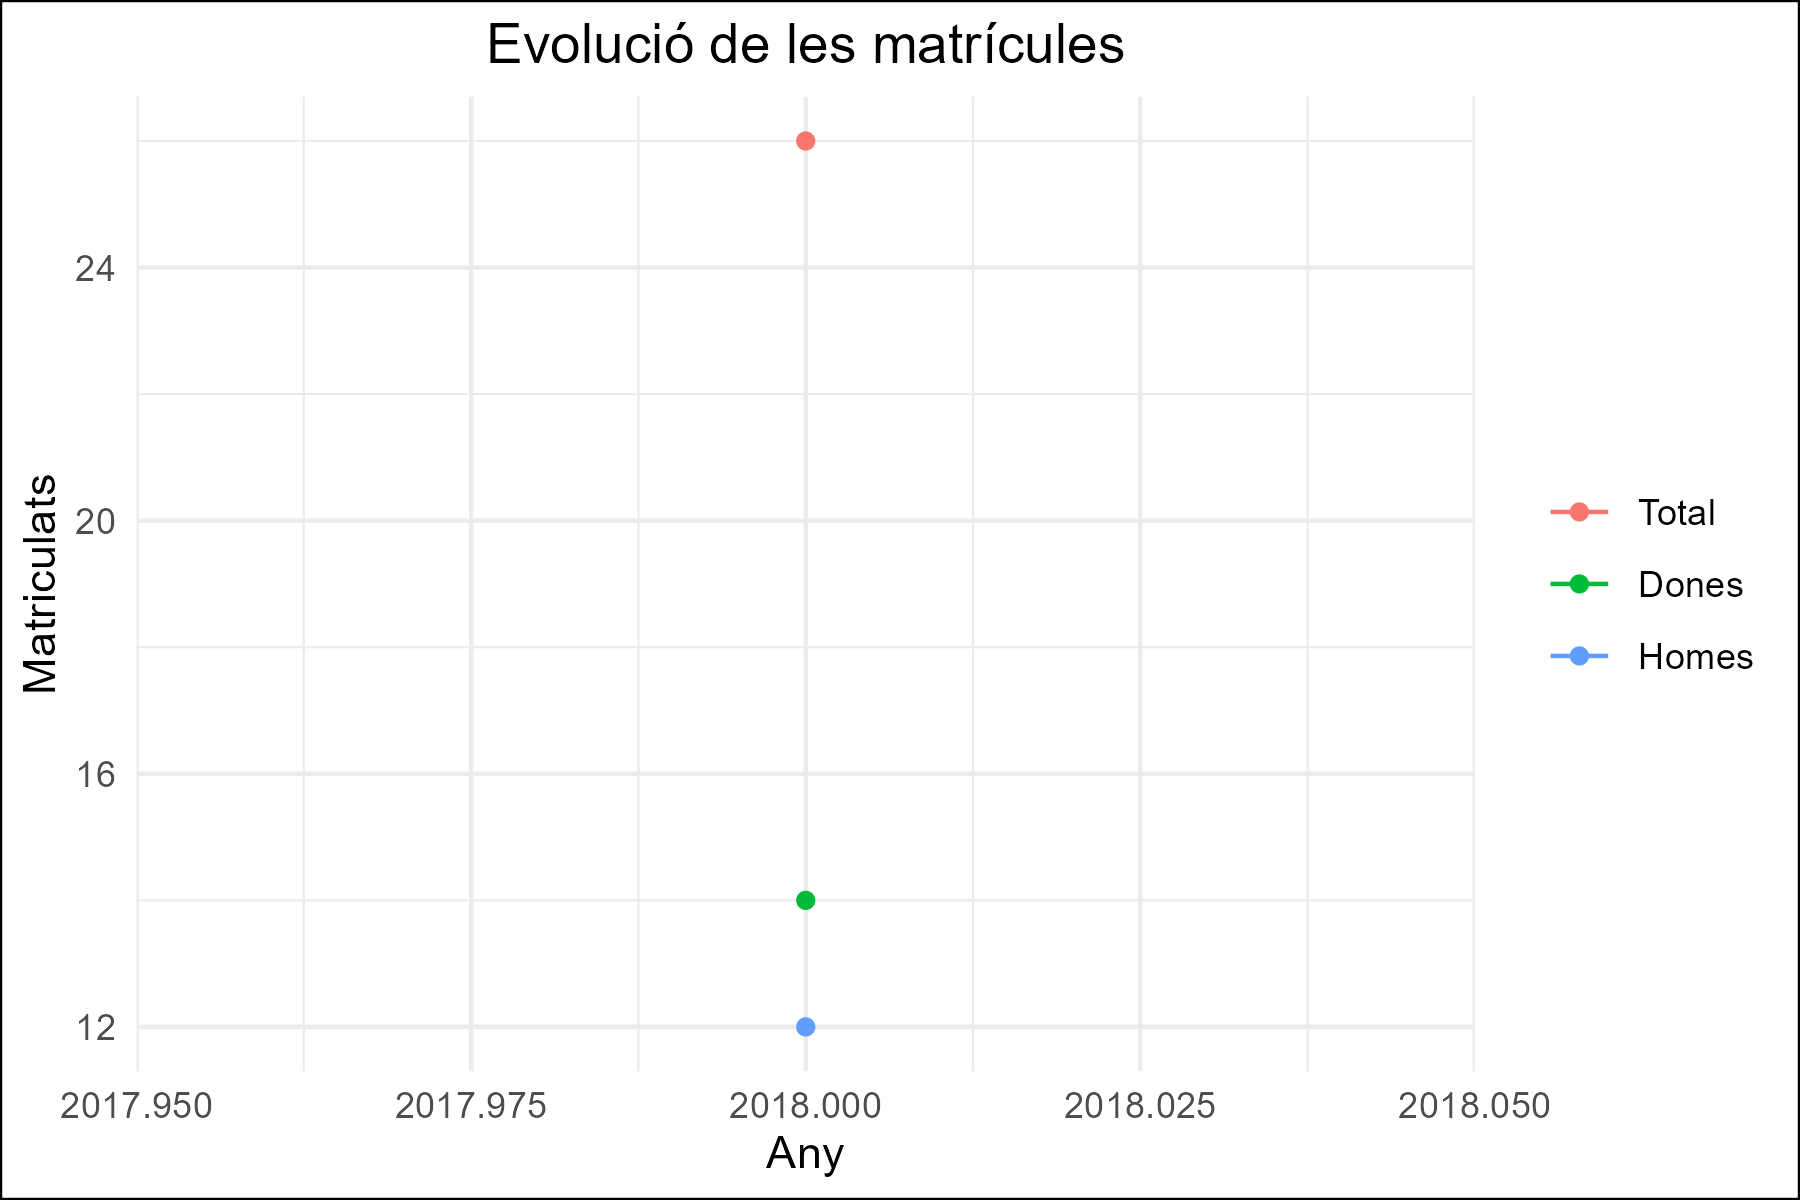 Evolució de les matrícules
Matriculats
24
20
16
12
2017.950
2017.975
2018.000
2018.025
2018.050
Any
Total
Dones
Homes